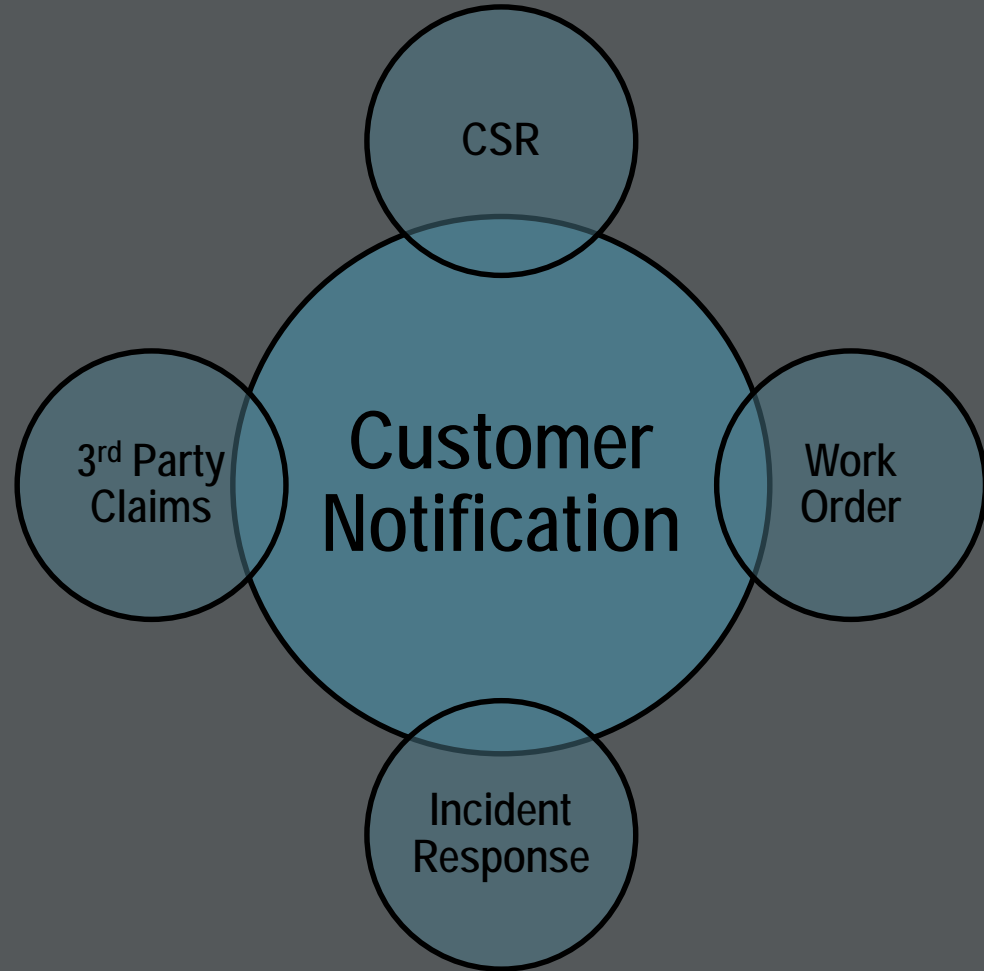 CSR
Customer
Notification
3rd Party
Claims
Work
Order
Incident
Response